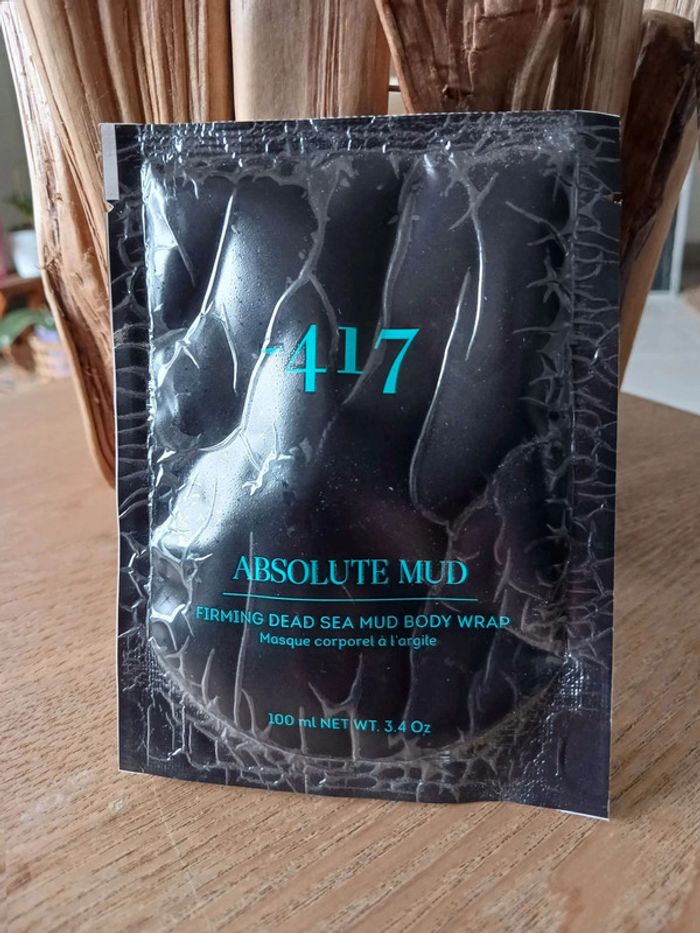 -417
ABSOLUTE MUD
FIRMING DEAD SEA MUD BODY WRAP
Masque corporel à l'argile
100 ml NET WT. 3.4 Oz